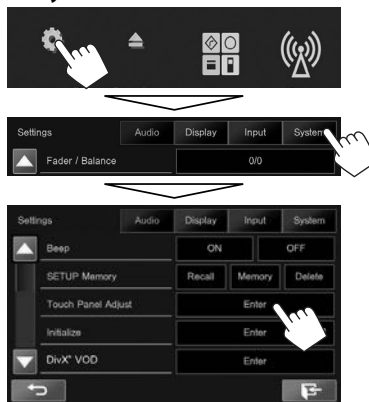 Settings Audio Display Input System
Fader / Balance 0/0
Settings Audio Display Input System
Beep ON OFF
SETUP Memory Recall Memory Delete
Touch Panel Adjust Enter
Initialize Enter
DivX® VOD Enter